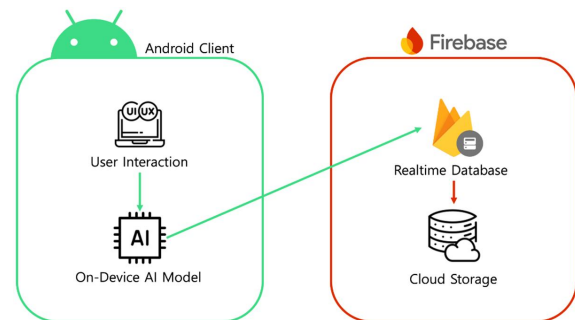 Android Client
Firebase
UI UX
User Interaction
Realtime Database
AI
On-Device AI Model
Cloud Storage